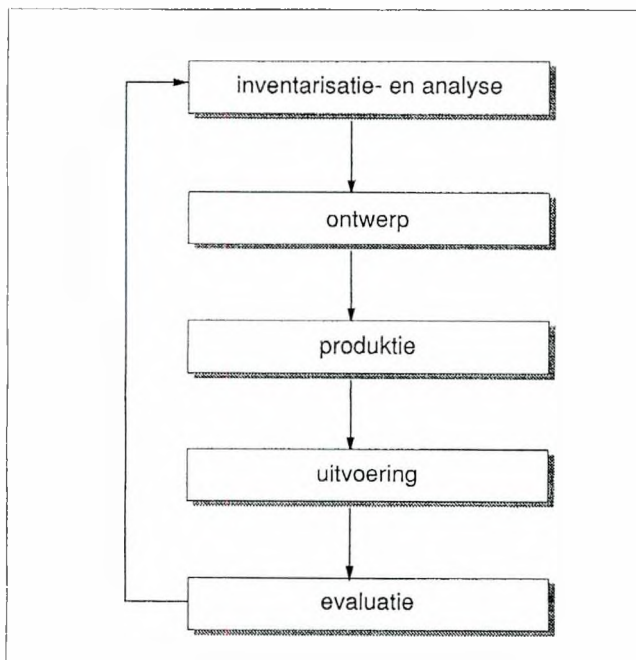 inventarisatie- en analyse
ontwerp
produktie
uitvoering
evaluatie